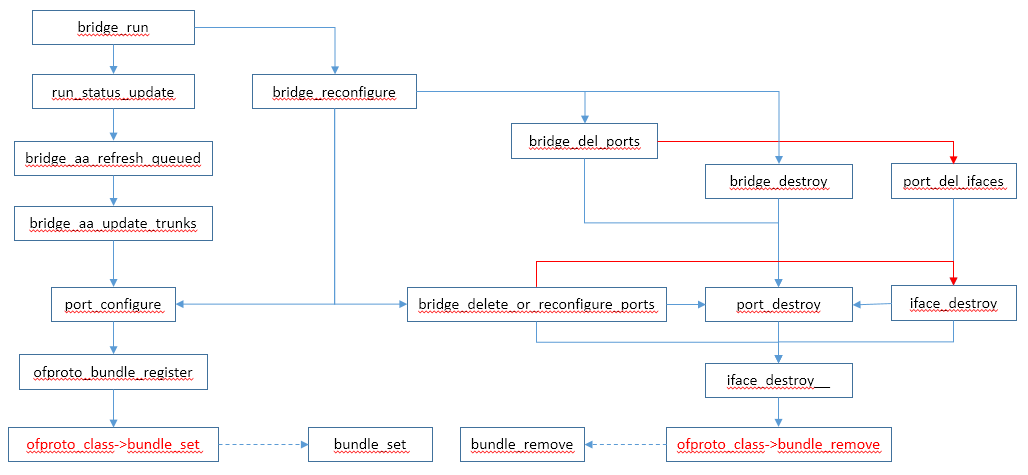 bridge_run
run_status_update
bridge_reconfigure
bridge_del_ports
bridge_aa_refresh_queued
bridge_destroy
port_del_ifaces
bridge_aa_update_trunks
port_configure
bridge_delete_or_reconfigure_ports
port_destroy
iface_destroy
ofproto_bundle_register
iface_destroy__
ofproto_class->bundle_set
bundle_set
bundle_remove
ofproto_class->bundle_remove